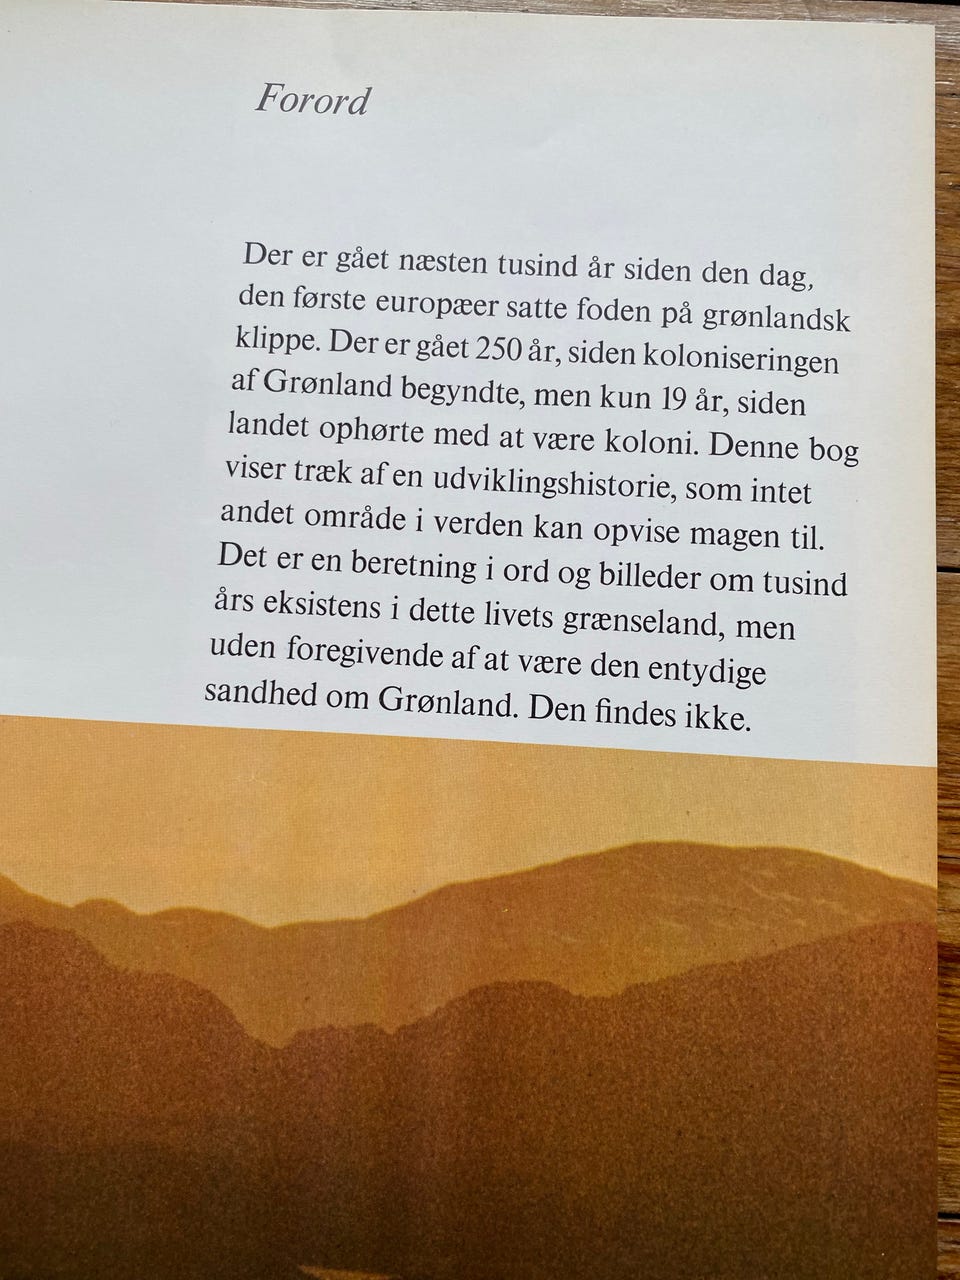 Forord
Der er gået næsten tusind år siden den dag,
den første europæer satte foden på grønlandsk
klippe. Der er gået 250 år, siden koloniseringen
af Grønland begyndte, men kun 19 år, siden
landet ophørte med at være koloni. Denne bog
viser træk af en udviklingshistorie, som intet
andet område i verden kan opvise magen til.
Det er en beretning i ord og billeder om tusind
års eksistens i dette livets grænseland, men
uden foregivende af at være den entydige
sandhed om Grønland. Den findes ikke.